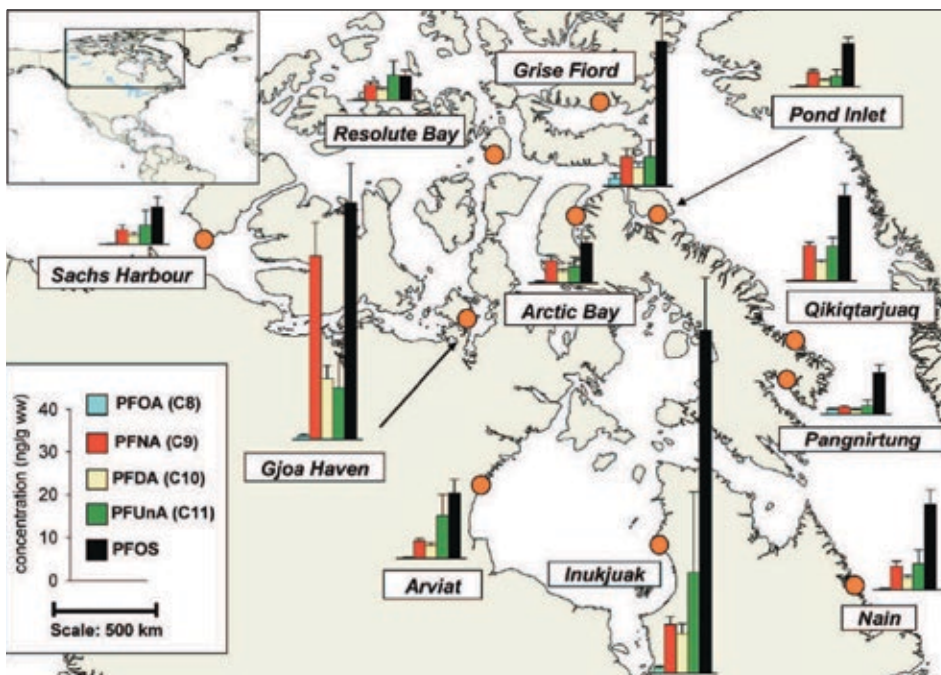 Grise Fiord
Pond Inlet
Resolute Bay
Sachs Harbour
Arctic Bay
Qikiqtarjuaq
Pangnirtung
Gjoa Haven
Arviat
Inukjuak
Nain
concentration (ng/g ww)
40
30
20
10
0
PFOA (C8)
PFNA (C9)
PFDA (C10)
PFUnA (C11)
PFOS
Scale: 500 km